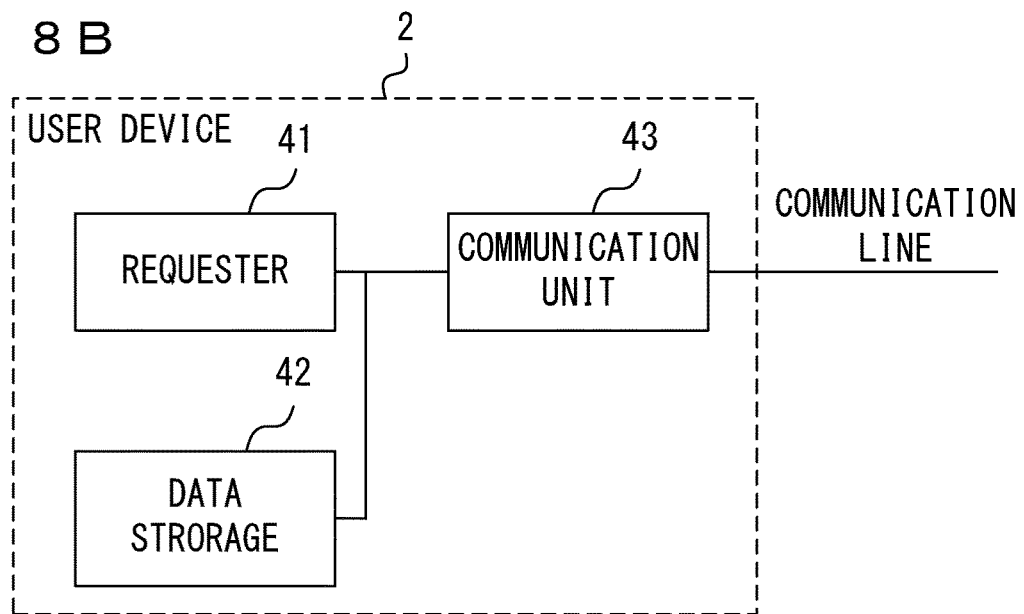 8 B
2
USER DEVICE
41
43
REQUESTER
COMMUNICATION
UNIT
COMMUNICATION
LINE
42
DATA
STRORAGE